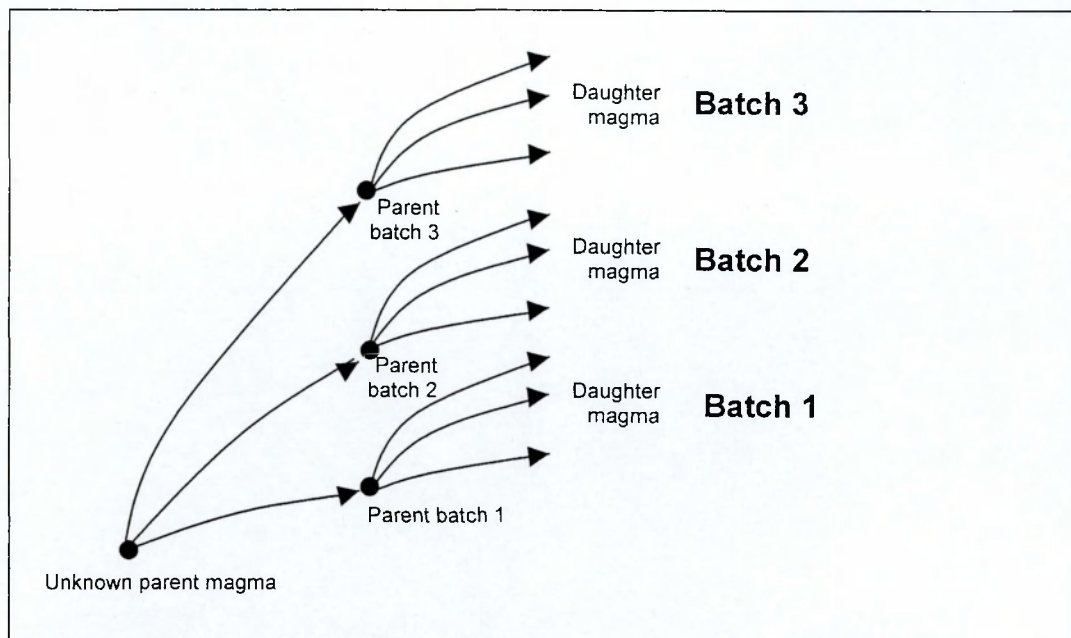 Daughter
magma
Batch 3
Parent
batch 3
Daughter
magma
Batch 2
Parent
batch 2
Daughter
magma
Batch 1
Parent batch 1
Unknown parent magma